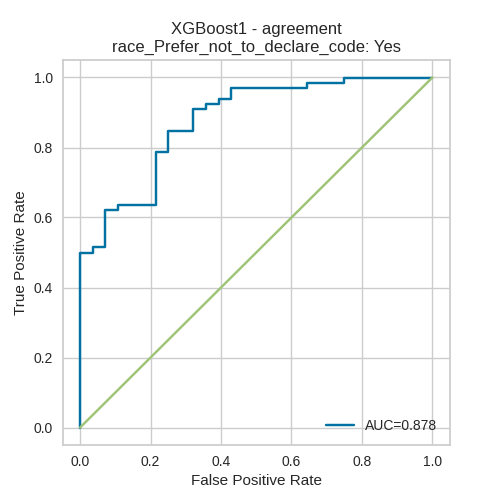 XGBoost1 - agreement
race_Prefer_not_to_declare_code: Yes
1.0
0.8
0.6
0.4
0.2
0.0
True Positive Rate
AUC=0.878
0.0 0.2 0.4 0.6 0.8 1.0
False Positive Rate